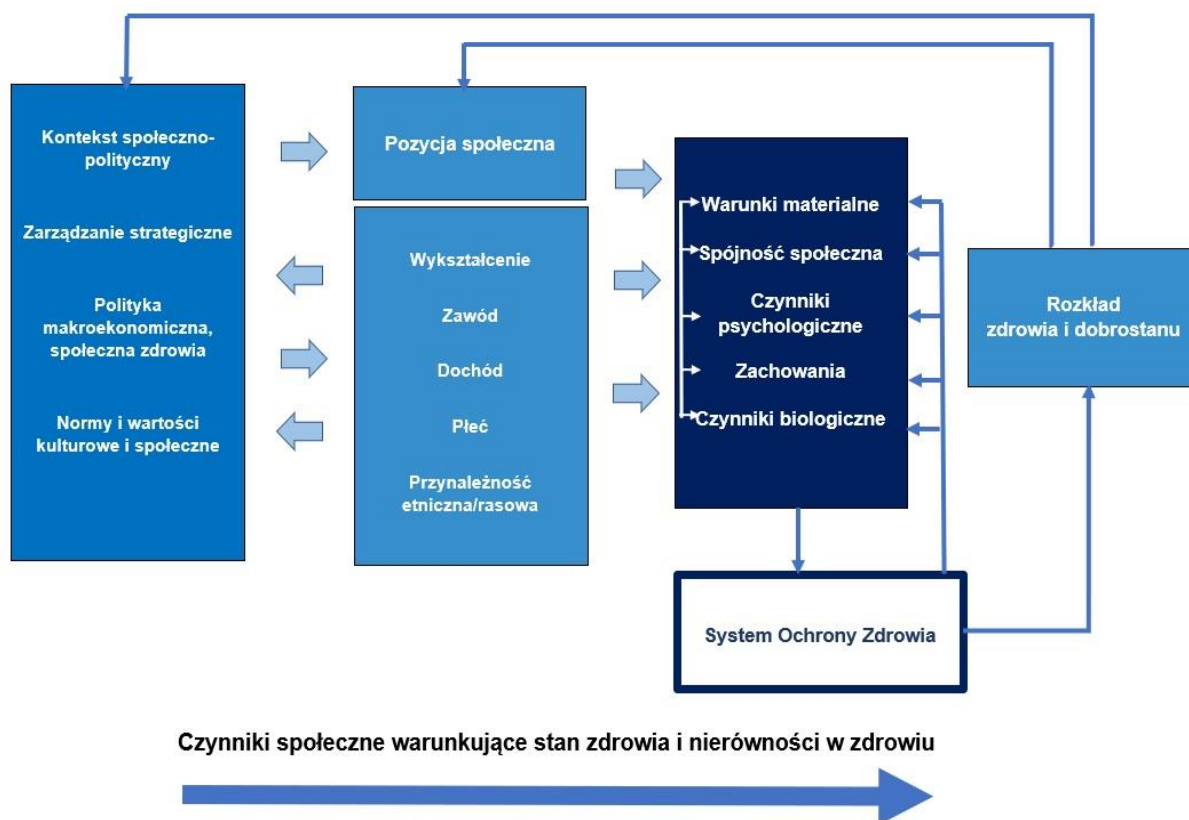 Kontekst społeczno-
polityczny
Zarządzanie strategiczne
Polityka
makroekonomiczna,
społeczna zdrowia
Normy i wartości
kulturowe i społeczne
Pozycja społeczna
Wykształcenie
Zawód
Dochód
Płeć
Przynależność
etniczna/rasowa
Warunki materialne
Spójność społeczna
Czynniki
psychologiczne
Zachowania
Czynniki biologiczne
Rozkład
zdrowia i dobrostanu
System Ochrony Zdrowia
Czynniki społeczne warunkujące stan zdrowia i nierówności w zdrowiu